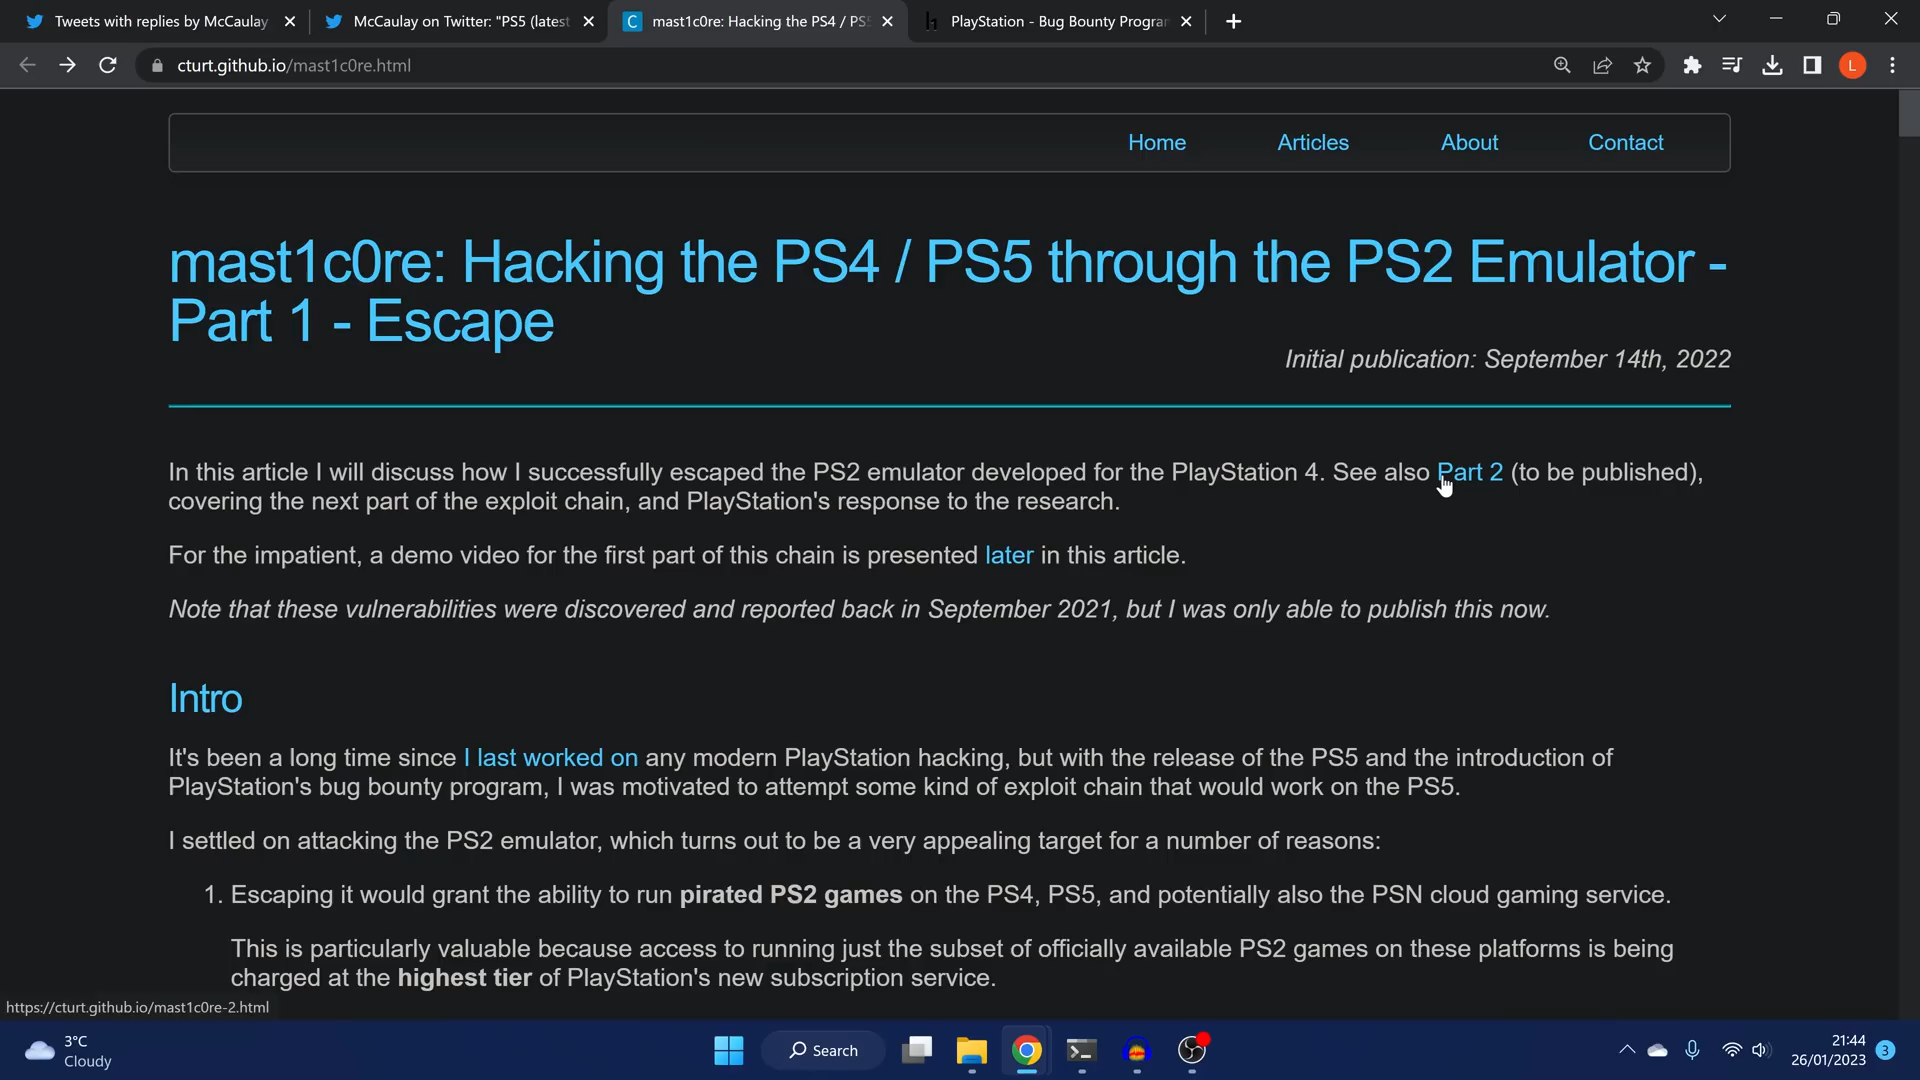 Tweets with replies by McCaulay
McCaulay on Twitter: "PS5 (latest
mast1c0re: Hacking the PS4 / PS5
PlayStation - Bug Bounty Program
cturt.github.io/mast1c0re.html
L
Home Articles About Contact
mast1c0re: Hacking the PS4 / PS5 through the PS2 Emulator -
Part 1 - Escape
Initial publication: September 14th, 2022
In this article I will discuss how I successfully escaped the PS2 emulator developed for the PlayStation 4. See also Part 2 (to be published),
covering the next part of the exploit chain, and PlayStation's response to the research.
For the impatient, a demo video for the first part of this chain is presented later in this article.
Note that these vulnerabilities were discovered and reported back in September 2021, but I was only able to publish this now.
Intro
It's been a long time since I last worked on any modern PlayStation hacking, but with the release of the PS5 and the introduction of
PlayStation's bug bounty program, I was motivated to attempt some kind of exploit chain that would work on the PS5.
I settled on attacking the PS2 emulator, which turns out to be a very appealing target for a number of reasons:
1. Escaping it would grant the ability to run pirated PS2 games on the PS4, PS5, and potentially also the PSN cloud gaming service.
This is particularly valuable because access to running just the subset of officially available PS2 games on these platforms is being
charged at the highest tier of PlayStation's new subscription service.
https://cturt.github.io/mast1c0re-2.html
3°C
Cloudy
Search
21:44
26/01/2023
3